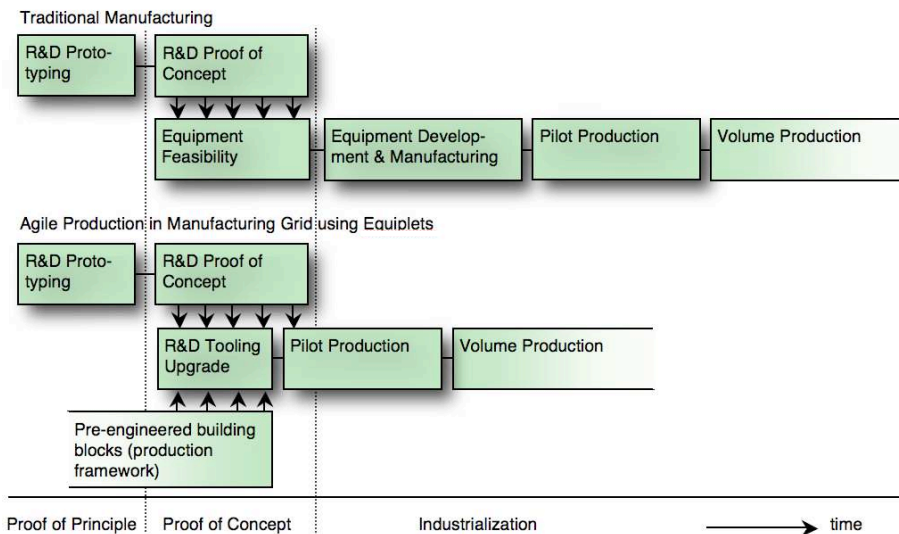 Traditional Manufacturing
R&D Proto-
typing
R&D Proof of
Concept
Equipment
Feasibility
Equipment Develop-
ment & Manufacturing
Pilot Production
Volume Production
Agile Production in Manufacturing Grid using Equiplets
R&D Proto-
typing
R&D Proof of
Concept
R&D Tooling
Upgrade
Pilot Production
Volume Production
Pre-engineered building
blocks (production
framework)
Proof of Principle
Proof of Concept
Industrialization
time